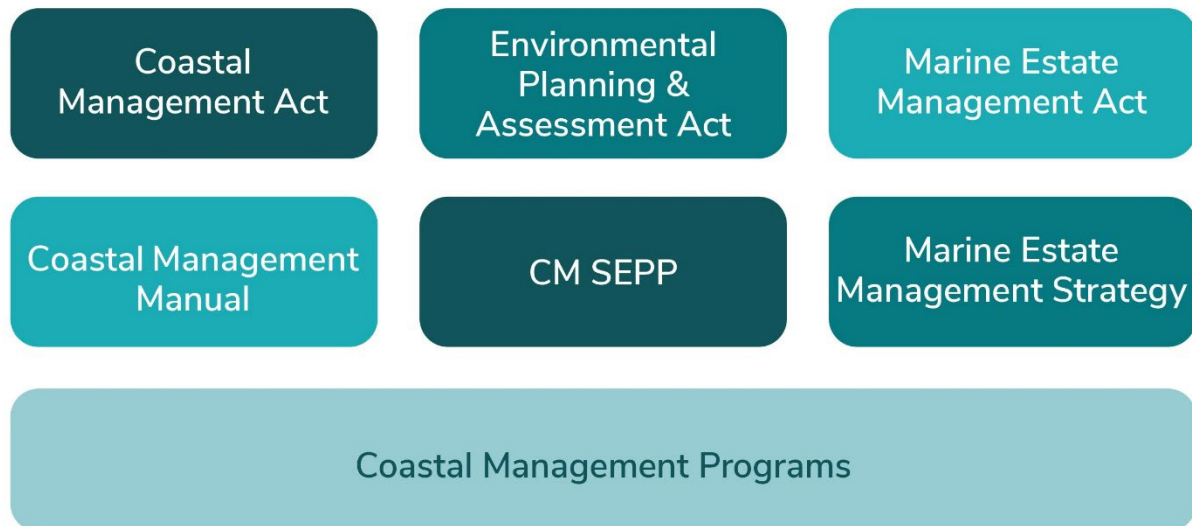 Coastal
Management Act
Environmental
Planning &
Assessment Act
Marine Estate
Management Act
Coastal Management
Manual
CM SEPP
Marine Estate
Management Strategy
Coastal Management Programs